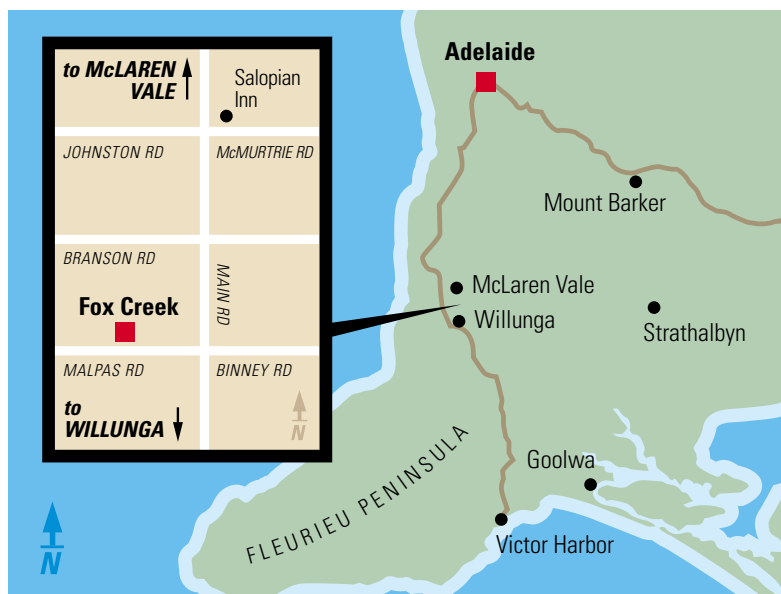 to McLAREN
VALE
Salopian
Inn
JOHNSTON RD
McMURTRIE RD
BRANSON RD
MAIN RD
Fox Creek
MALPAS RD
BINNEY RD
to
WILLUNGA
N
Adelaide
Mount Barker
McLaren Vale
Willunga
Strathalbyn
Goolwa
FLEURIEU PENINSULA
Victor Harbor
N